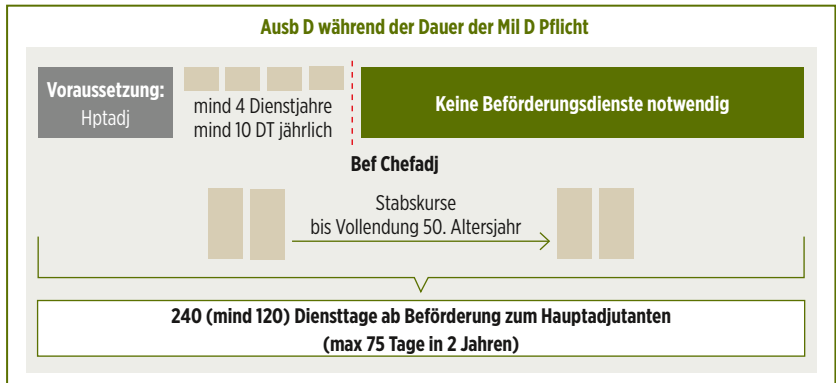 Ausb D während der Dauer der Mil D Pflicht
Voraussetzung:
Hptadj
mind 4 Dienstjahre
mind 10 DT jährlich
Keine Beförderungsdienste notwendig
Bef Chefadj
Stabskurse
bis Vollendung 50. Altersjahr
240 (mind 120) Diensttage ab Beförderung zum Hauptadjutanten
(max 75 Tage in 2 Jahren)